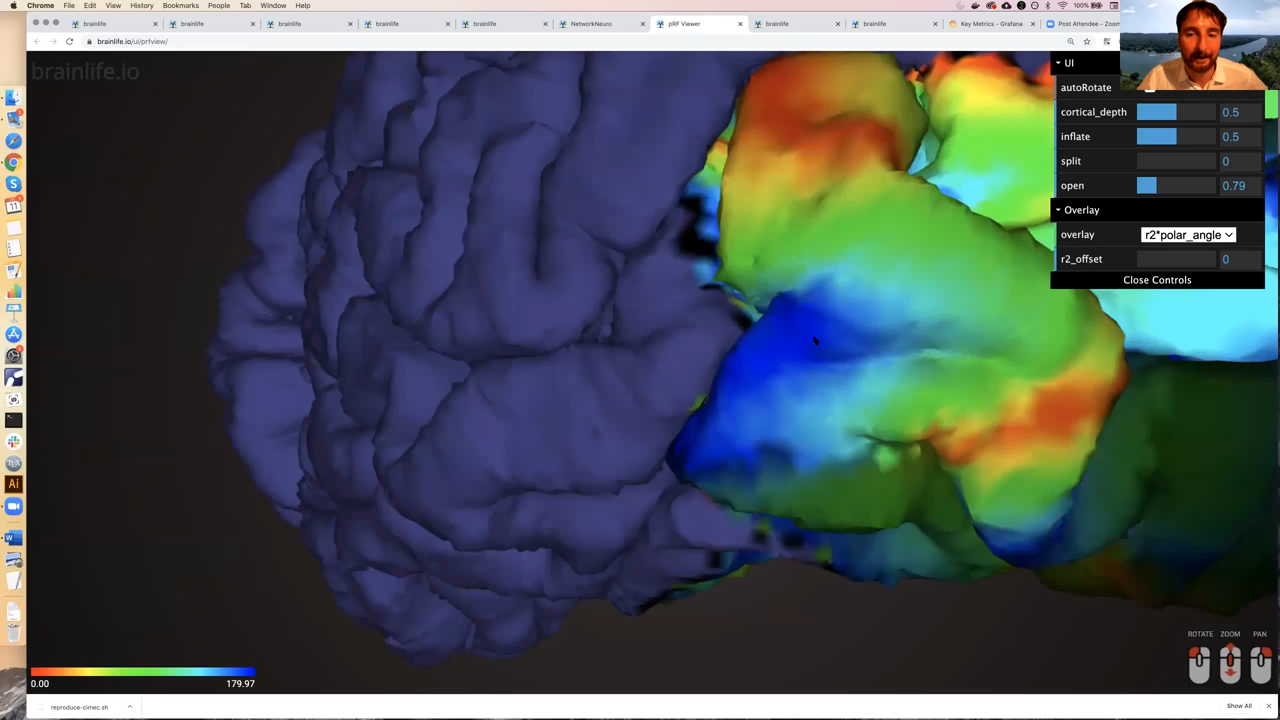 Chrome File Edit View History Bookmarks People Tab Window Help 100%
brainlife brainlife brainlife brainlife brainlife NetworkNeuro pRF Viewer brainlife brainlife Key Metrics - Grafana Post Attendee - Zoom
brainlife.io/ui/prfview/
brainlife.io
UI
autoRotate
cortical_depth 0.5
inflate 0.5
split 0
open 0.79
Overlay
overlay r2*polar_angle
r2_offset 0
Close Controls
ROTATE ZOOM PAN
0.00 179.97
reproduce-cimec.sh Show All